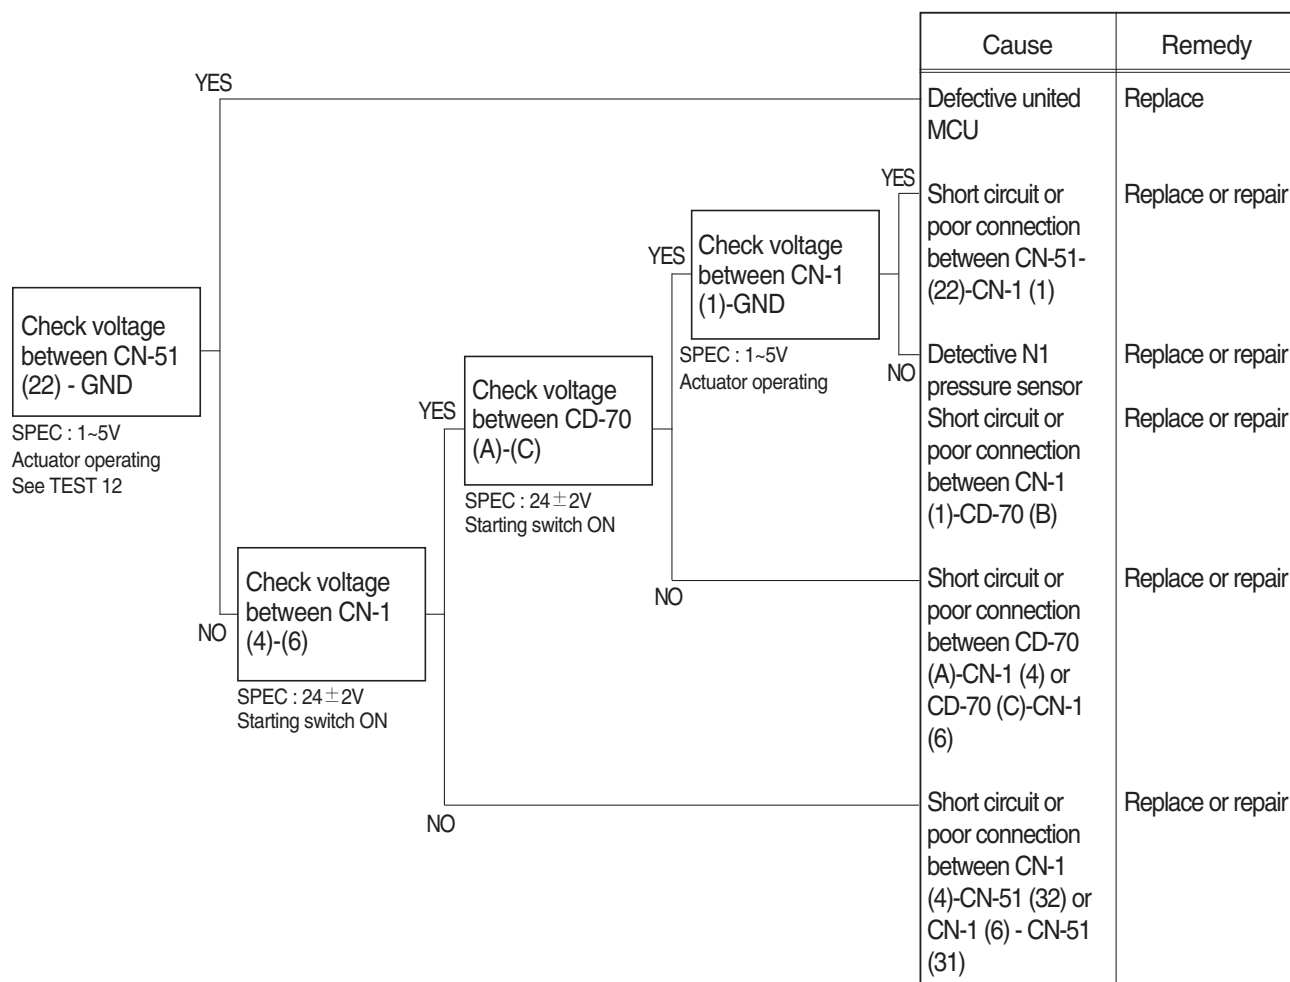 Cause
Remedy
YES
Defective united
MCU
Replace
YES
Short circuit or
poor connection
between CN-51-
(22)-CN-1 (1)
Replace or repair
YES
Check voltage
between CN-1
(1)-GND
SPEC : 1~5V
Actuator operating
NO
Detective N1
pressure sensor
Replace or repair
Short circuit or
poor connection
between CN-1
(1)-CD-70 (B)
Replace or repair
Check voltage
between CN-51
(22) - GND
SPEC : 1~5V
Actuator operating
See TEST 12
YES
Check voltage
between CD-70
(A)-(C)
SPEC : 24±2V
Starting switch ON
NO
Short circuit or
poor connection
between CD-70
(A)-CN-1 (4) or
CD-70 (C)-CN-1
(6)
Replace or repair
NO
Check voltage
between CN-1
(4)-(6)
SPEC : 24±2V
Starting switch ON
NO
Short circuit or
poor connection
between CN-1
(4)-CN-51 (32) or
CN-1 (6) - CN-51
(31)
Replace or repair